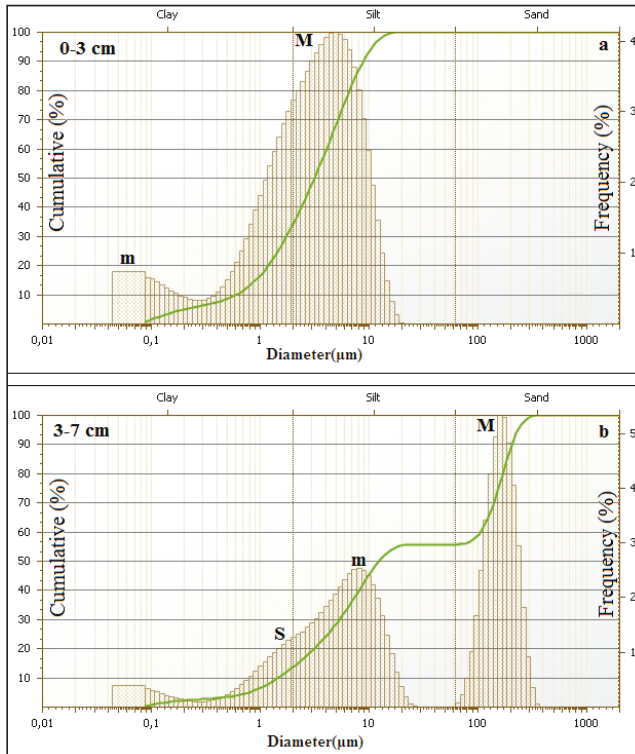 Clay Silt Sand
0-3 cm M a
100 4
90
80
70 3
60
50 2
40
30
m 1
20
10
Cumulative (%)
Frequency (%)
0,01 0,1 1 10 100 1000
Diameter(µm)
Clay Silt Sand
3-7 cm M b
100
90 5
80
70 4
60
50 m 3
40 2
30
S
20 1
10
Cumulative (%)
Frequency (%)
0,01 0,1 1 10 100 1000
Diameter(µm)